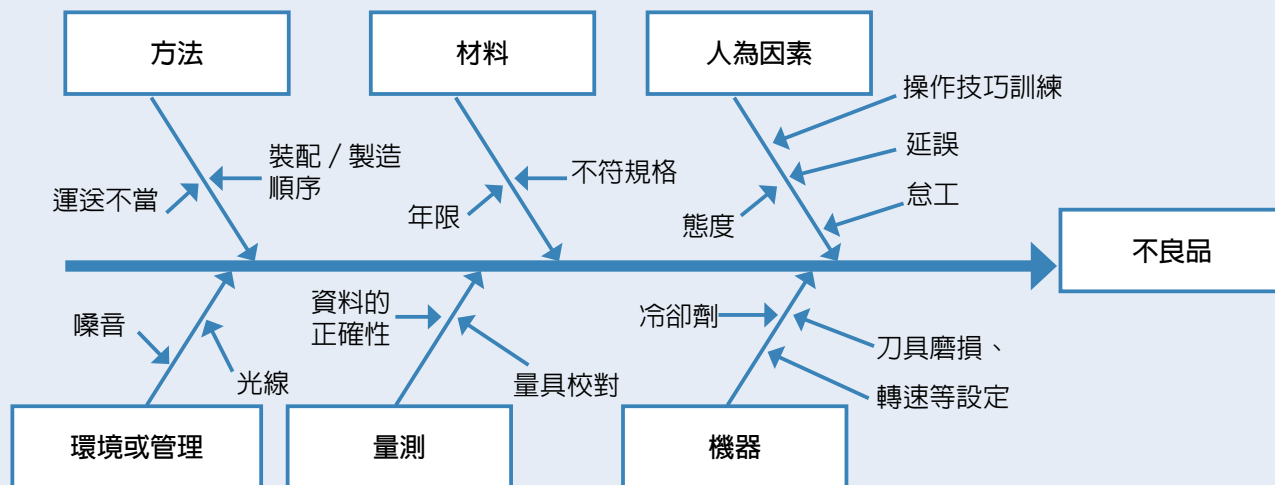 方法
材料
人為因素
操作技巧訓練
裝配 / 製造
順序
不符規格
延誤
運送不當
年限
態度
怠工
不良品
嗓音
資料的
正確性
冷卻劑
刀具磨損、
光線
量具校對
轉速等設定
環境或管理
量測
機器